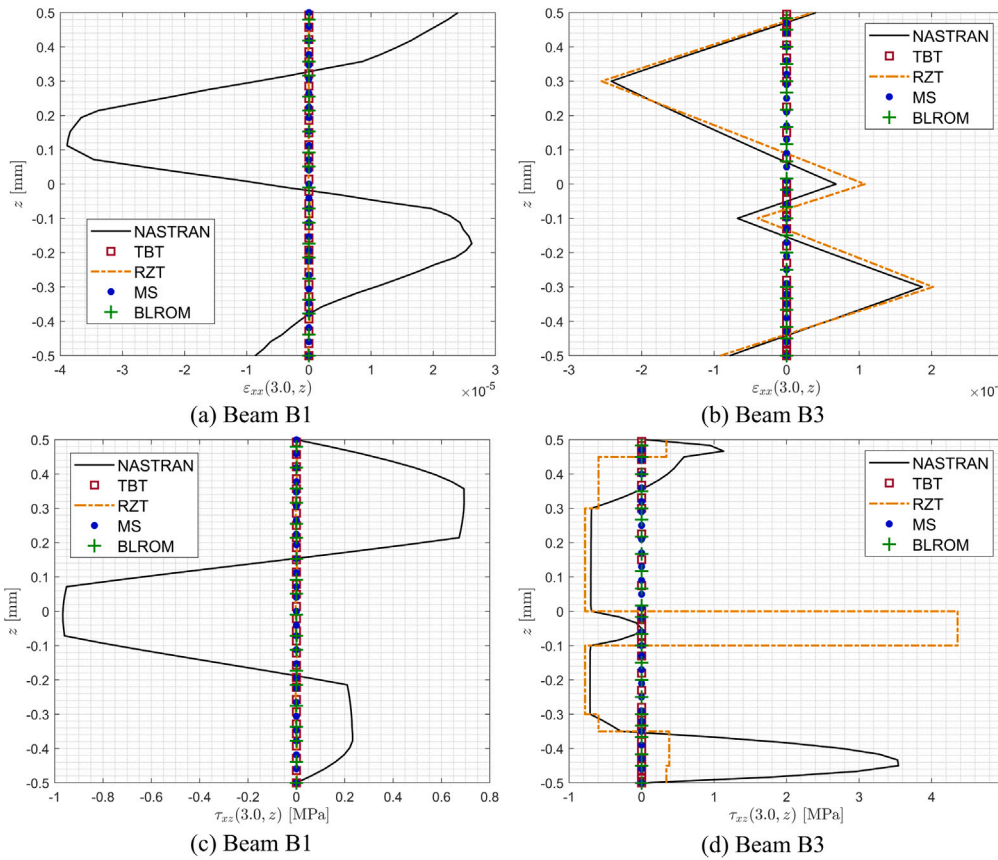 0.5
0.4
0.3
0.2
0.1
0
-0.1
-0.2
-0.3
-0.4
-0.5
z [mm]
NASTRAN
TBT
RZT
MS
BLROM
-4 -3 -2 -1 0 1 2 3
εxx(3.0, z)
×10⁻⁵
(a) Beam B1
0.5
0.4
0.3
0.2
0.1
0
-0.1
-0.2
-0.3
-0.4
-0.5
z [mm]
NASTRAN
TBT
RZT
MS
BLROM
-3 -2 -1 0 1 2 3
εxx(3.0, z)
×10⁻
(b) Beam B3
0.5
0.4
0.3
0.2
0.1
0
-0.1
-0.2
-0.3
-0.4
-0.5
z [mm]
NASTRAN
TBT
RZT
MS
BLROM
-1 -0.8 -0.6 -0.4 -0.2 0 0.2 0.4 0.6 0.8
τxz(3.0, z) [MPa]
(c) Beam B1
0.5
0.4
0.3
0.2
0.1
0
-0.1
-0.2
-0.3
-0.4
-0.5
z [mm]
NASTRAN
TBT
RZT
MS
BLROM
-1 0 1 2 3 4
τxz(3.0, z) [MPa]
(d) Beam B3